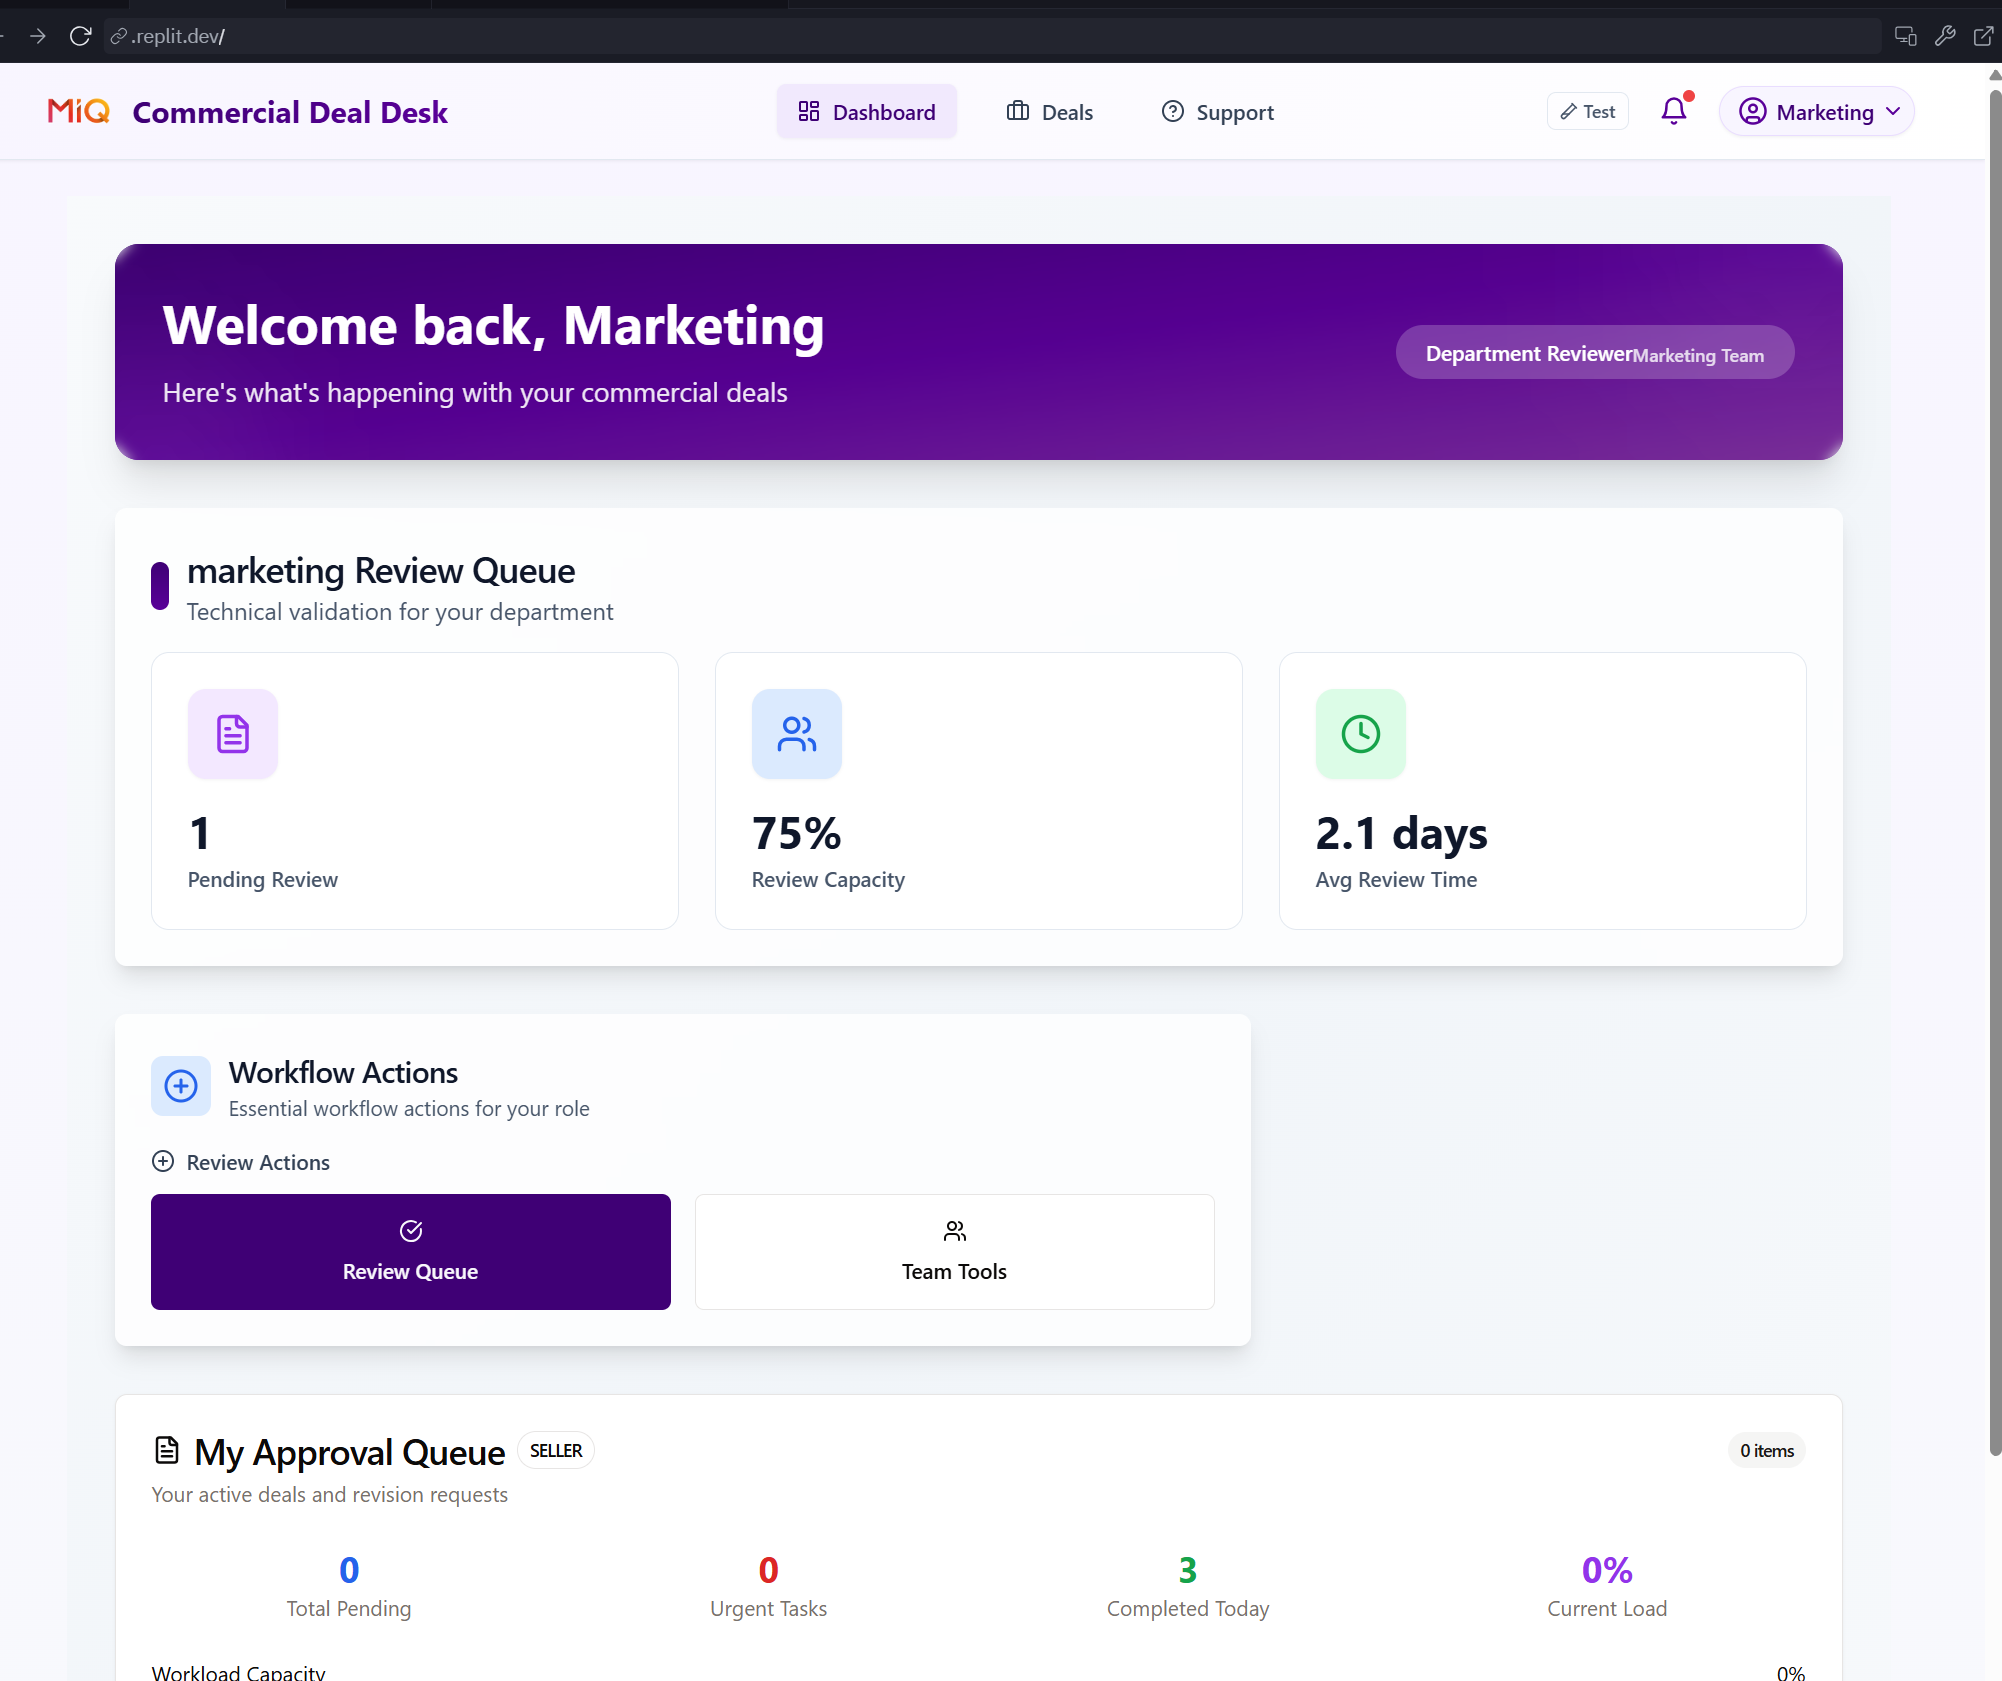 .replit.dev/
MiQ Commercial Deal Desk
Dashboard
Deals
Support
Test
Marketing
Welcome back, Marketing
Here's what's happening with your commercial deals
Department Reviewer Marketing Team
marketing Review Queue
Technical validation for your department
1
Pending Review
75%
Review Capacity
2.1 days
Avg Review Time
Workflow Actions
Essential workflow actions for your role
Review Actions
Review Queue
Team Tools
My Approval Queue SELLER
0 items
Your active deals and revision requests
0
Total Pending
0
Urgent Tasks
3
Completed Today
0%
Current Load
Workload Capacity
0%